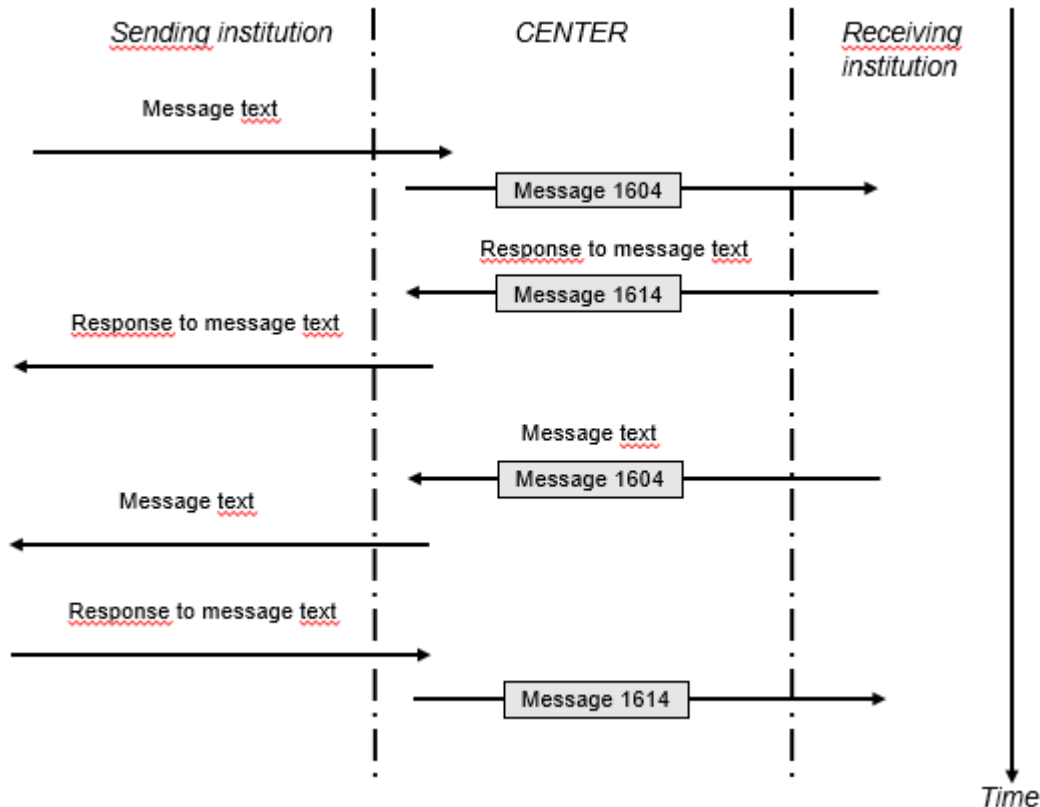 Sending institution
CENTER
Receiving
institution
Message text
Message 1604
Response to message text
Message 1614
Response to message text
Message text
Message 1604
Message text
Response to message text
Message 1614
Time